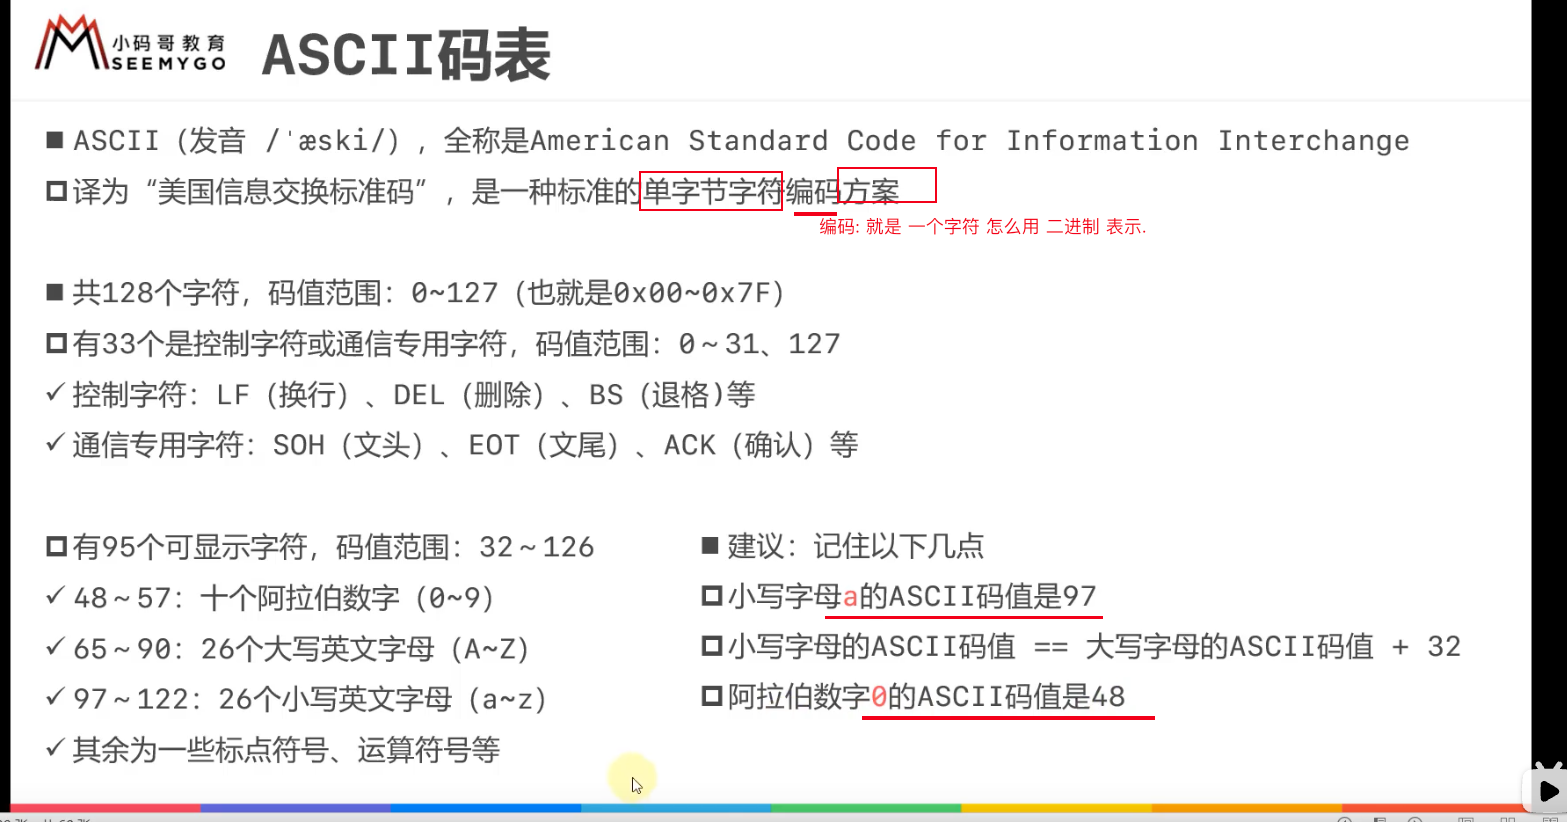 小码哥教育
SEEMYGO
ASCII码表
■ ASCII（发音 /ˈæski/），全称是American Standard Code for Information Interchange
译为“美国信息交换标准码”，是一种标准的单字节字符编码方案
编码: 就是 一个字符 怎么用 二进制 表示.
■ 共128个字符，码值范围：0~127（也就是0x00~0x7F）
有33个是控制字符或通信专用字符，码值范围：0～31、127
✓ 控制字符：LF（换行）、DEL（删除）、BS（退格)等
✓ 通信专用字符：SOH（文头）、EOT（文尾）、ACK（确认）等
有95个可显示字符，码值范围：32～126
✓ 48～57：十个阿拉伯数字（0~9）
✓ 65～90：26个大写英文字母（A~Z）
✓ 97～122：26个小写英文字母（a~z）
✓ 其余为一些标点符号、运算符号等
■ 建议：记住以下几点
小写字母a的ASCII码值是97
小写字母的ASCII码值 == 大写字母的ASCII码值 + 32
阿拉伯数字0的ASCII码值是48